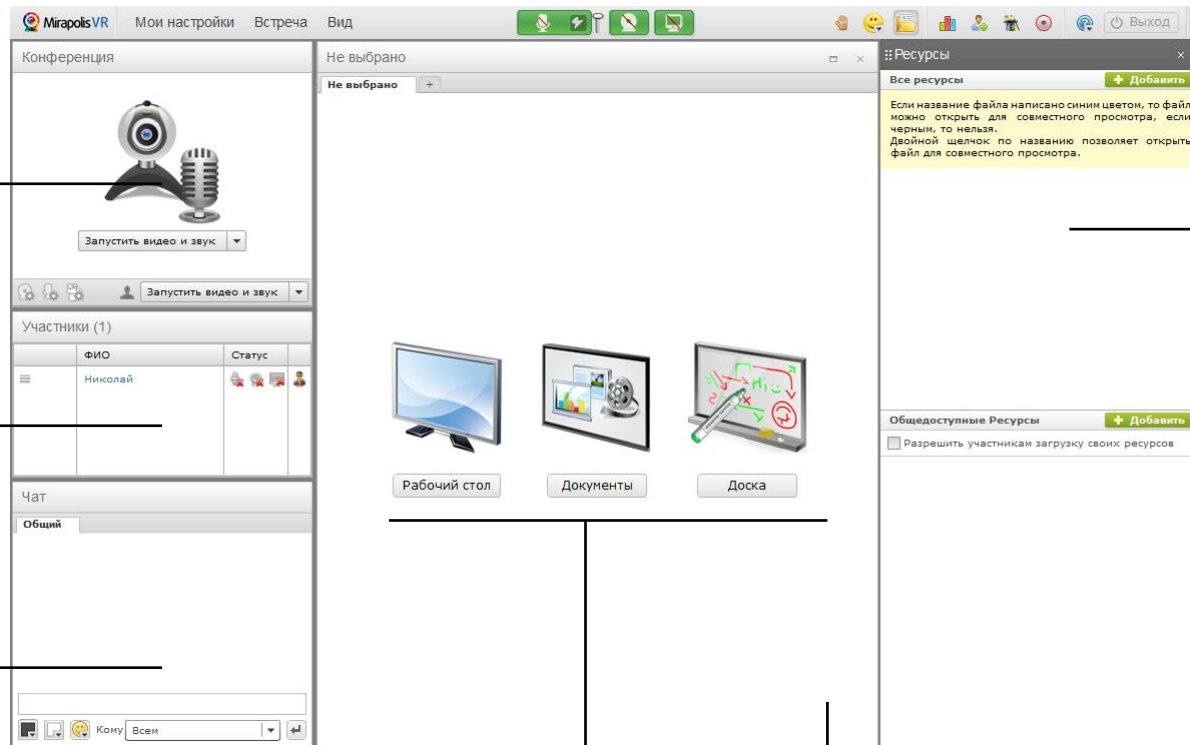 Mirapolis VR Мои настройки Встреча Вид
Выход
Конференция
Запустить видео и звук
Запустить видео и звук
Участники (1)
ФИО Статус
Николай
Чат
Общий
Кому Всем
Не выбрано
Не выбрано +
Рабочий стол Документы Доска
Hi
Ресурсы
Все ресурсы Добавить
Если название файла написано синим цветом, то файл
можно открыть для совместного просмотра, если
черным, то нельзя.
Двойной щелчок по названию позволяет открыть
файл для совместного просмотра.
Общедоступные Ресурсы Добавить
Разрешить участникам загрузку своих ресурсов